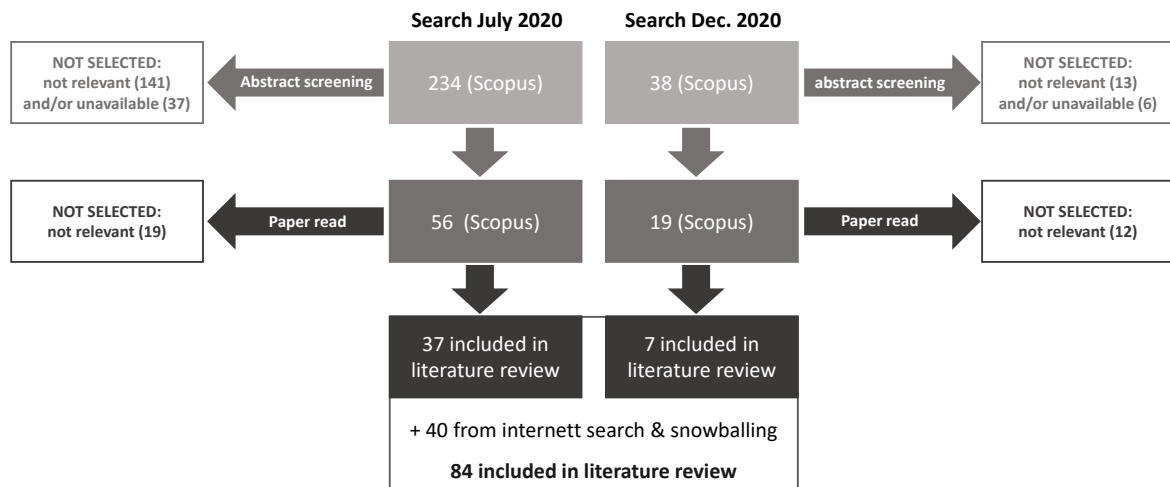 Search July 2020
Search Dec. 2020
NOT SELECTED:
not relevant (141)
and/or unavailable (37)
Abstract screening
234 (Scopus)
38 (Scopus)
abstract screening
NOT SELECTED:
not relevant (13)
and/or unavailable (6)
NOT SELECTED:
not relevant (19)
Paper read
56 (Scopus)
19 (Scopus)
Paper read
NOT SELECTED:
not relevant (12)
37 included in
literature review
7 included in
literature review
+ 40 from internett search & snowballing
84 included in literature review